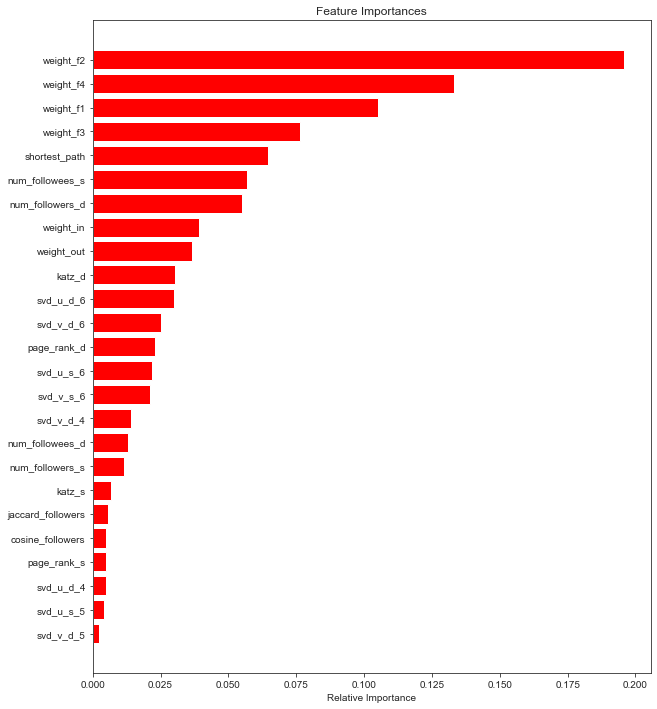 Feature Importances
weight_f2
weight_f4
weight_f1
weight_f3
shortest_path
num_followees_s
num_followers_d
weight_in
weight_out
katz_d
svd_u_d_6
svd_v_d_6
page_rank_d
svd_u_s_6
svd_v_s_6
svd_v_d_4
num_followees_d
num_followers_s
katz_s
jaccard_followers
cosine_followers
page_rank_s
svd_u_d_4
svd_u_s_5
svd_v_d_5
0.000 0.025 0.050 0.075 0.100 0.125 0.150 0.175 0.200
Relative Importance